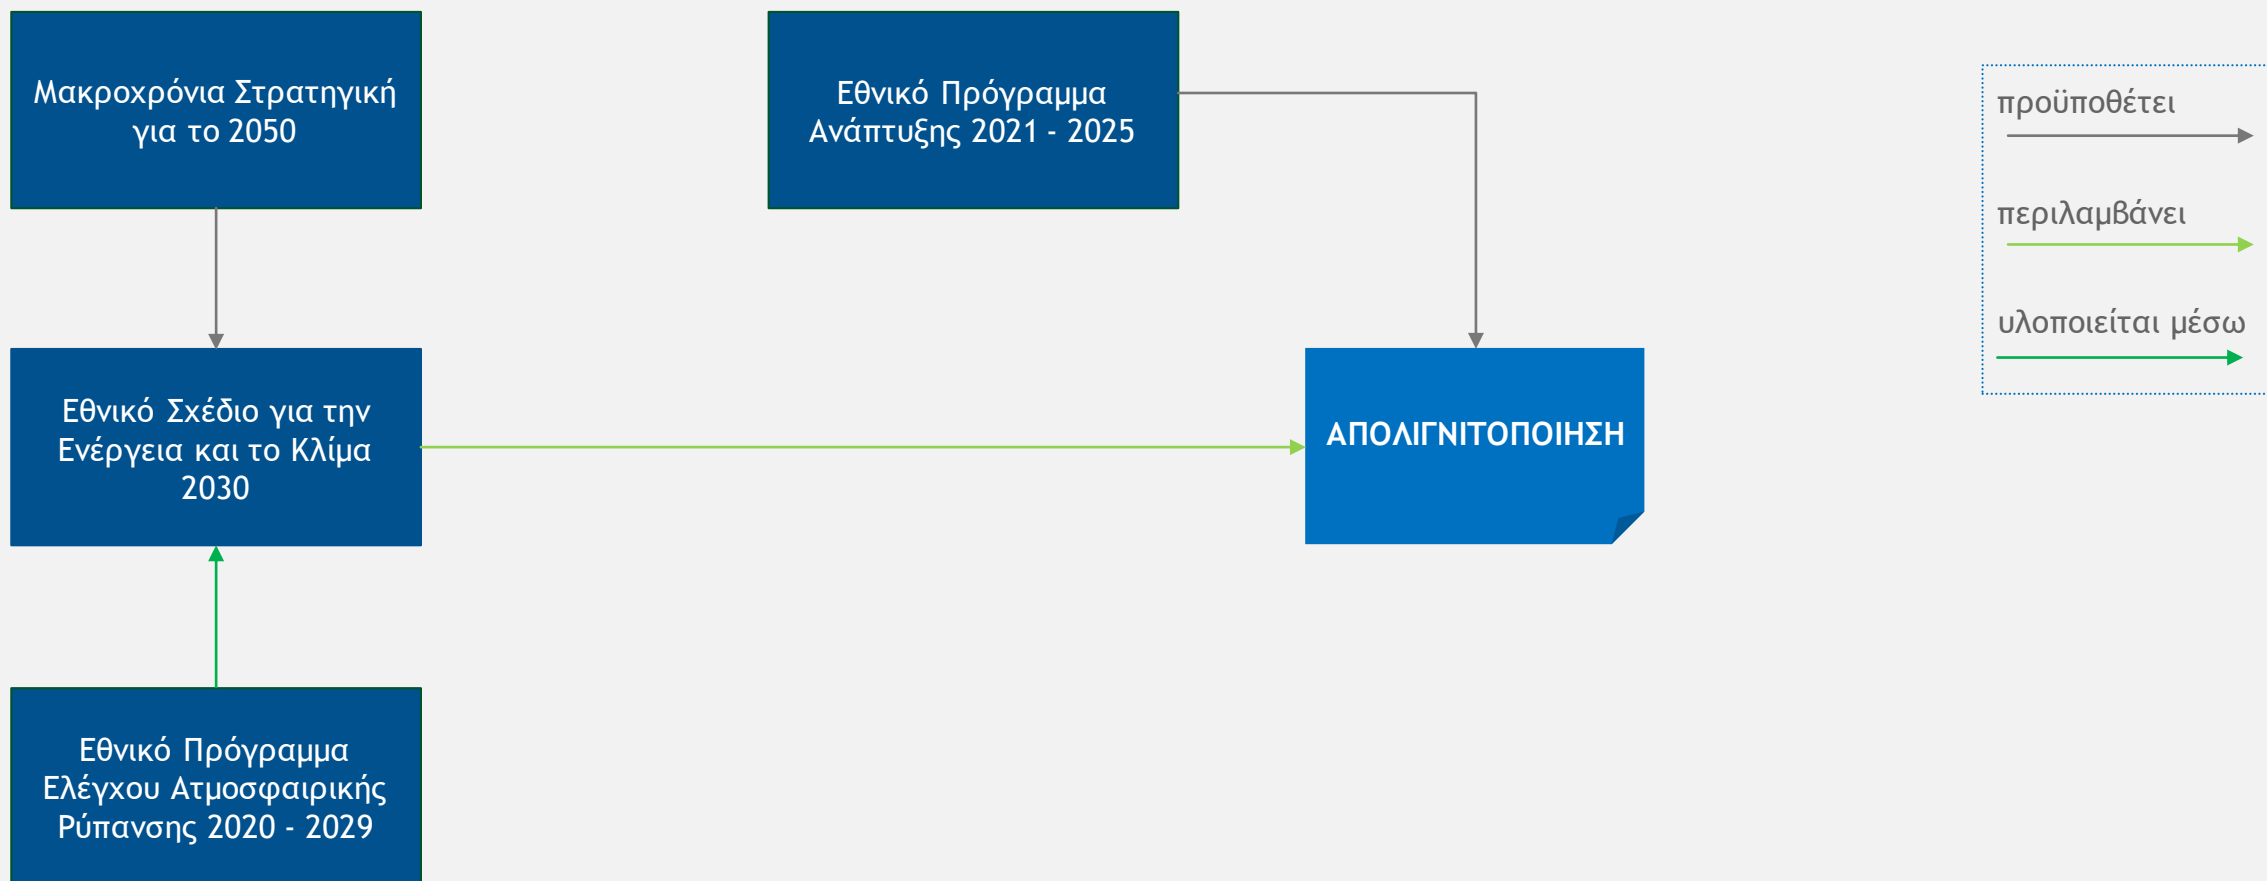 Μακροχρόνια Στρατηγική
για το 2050
Εθνικό Πρόγραμμα
Ανάπτυξης 2021 - 2025
προϋποθέτει
περιλαμβάνει
υλοποιείται μέσω
Εθνικό Σχέδιο για την
Ενέργεια και το Κλίμα
2030
ΑΠΟΛΙΓΝΙΤΟΠΟΙΗΣΗ
Εθνικό Πρόγραμμα
Ελέγχου Ατμοσφαιρικής
Ρύπανσης 2020 - 2029